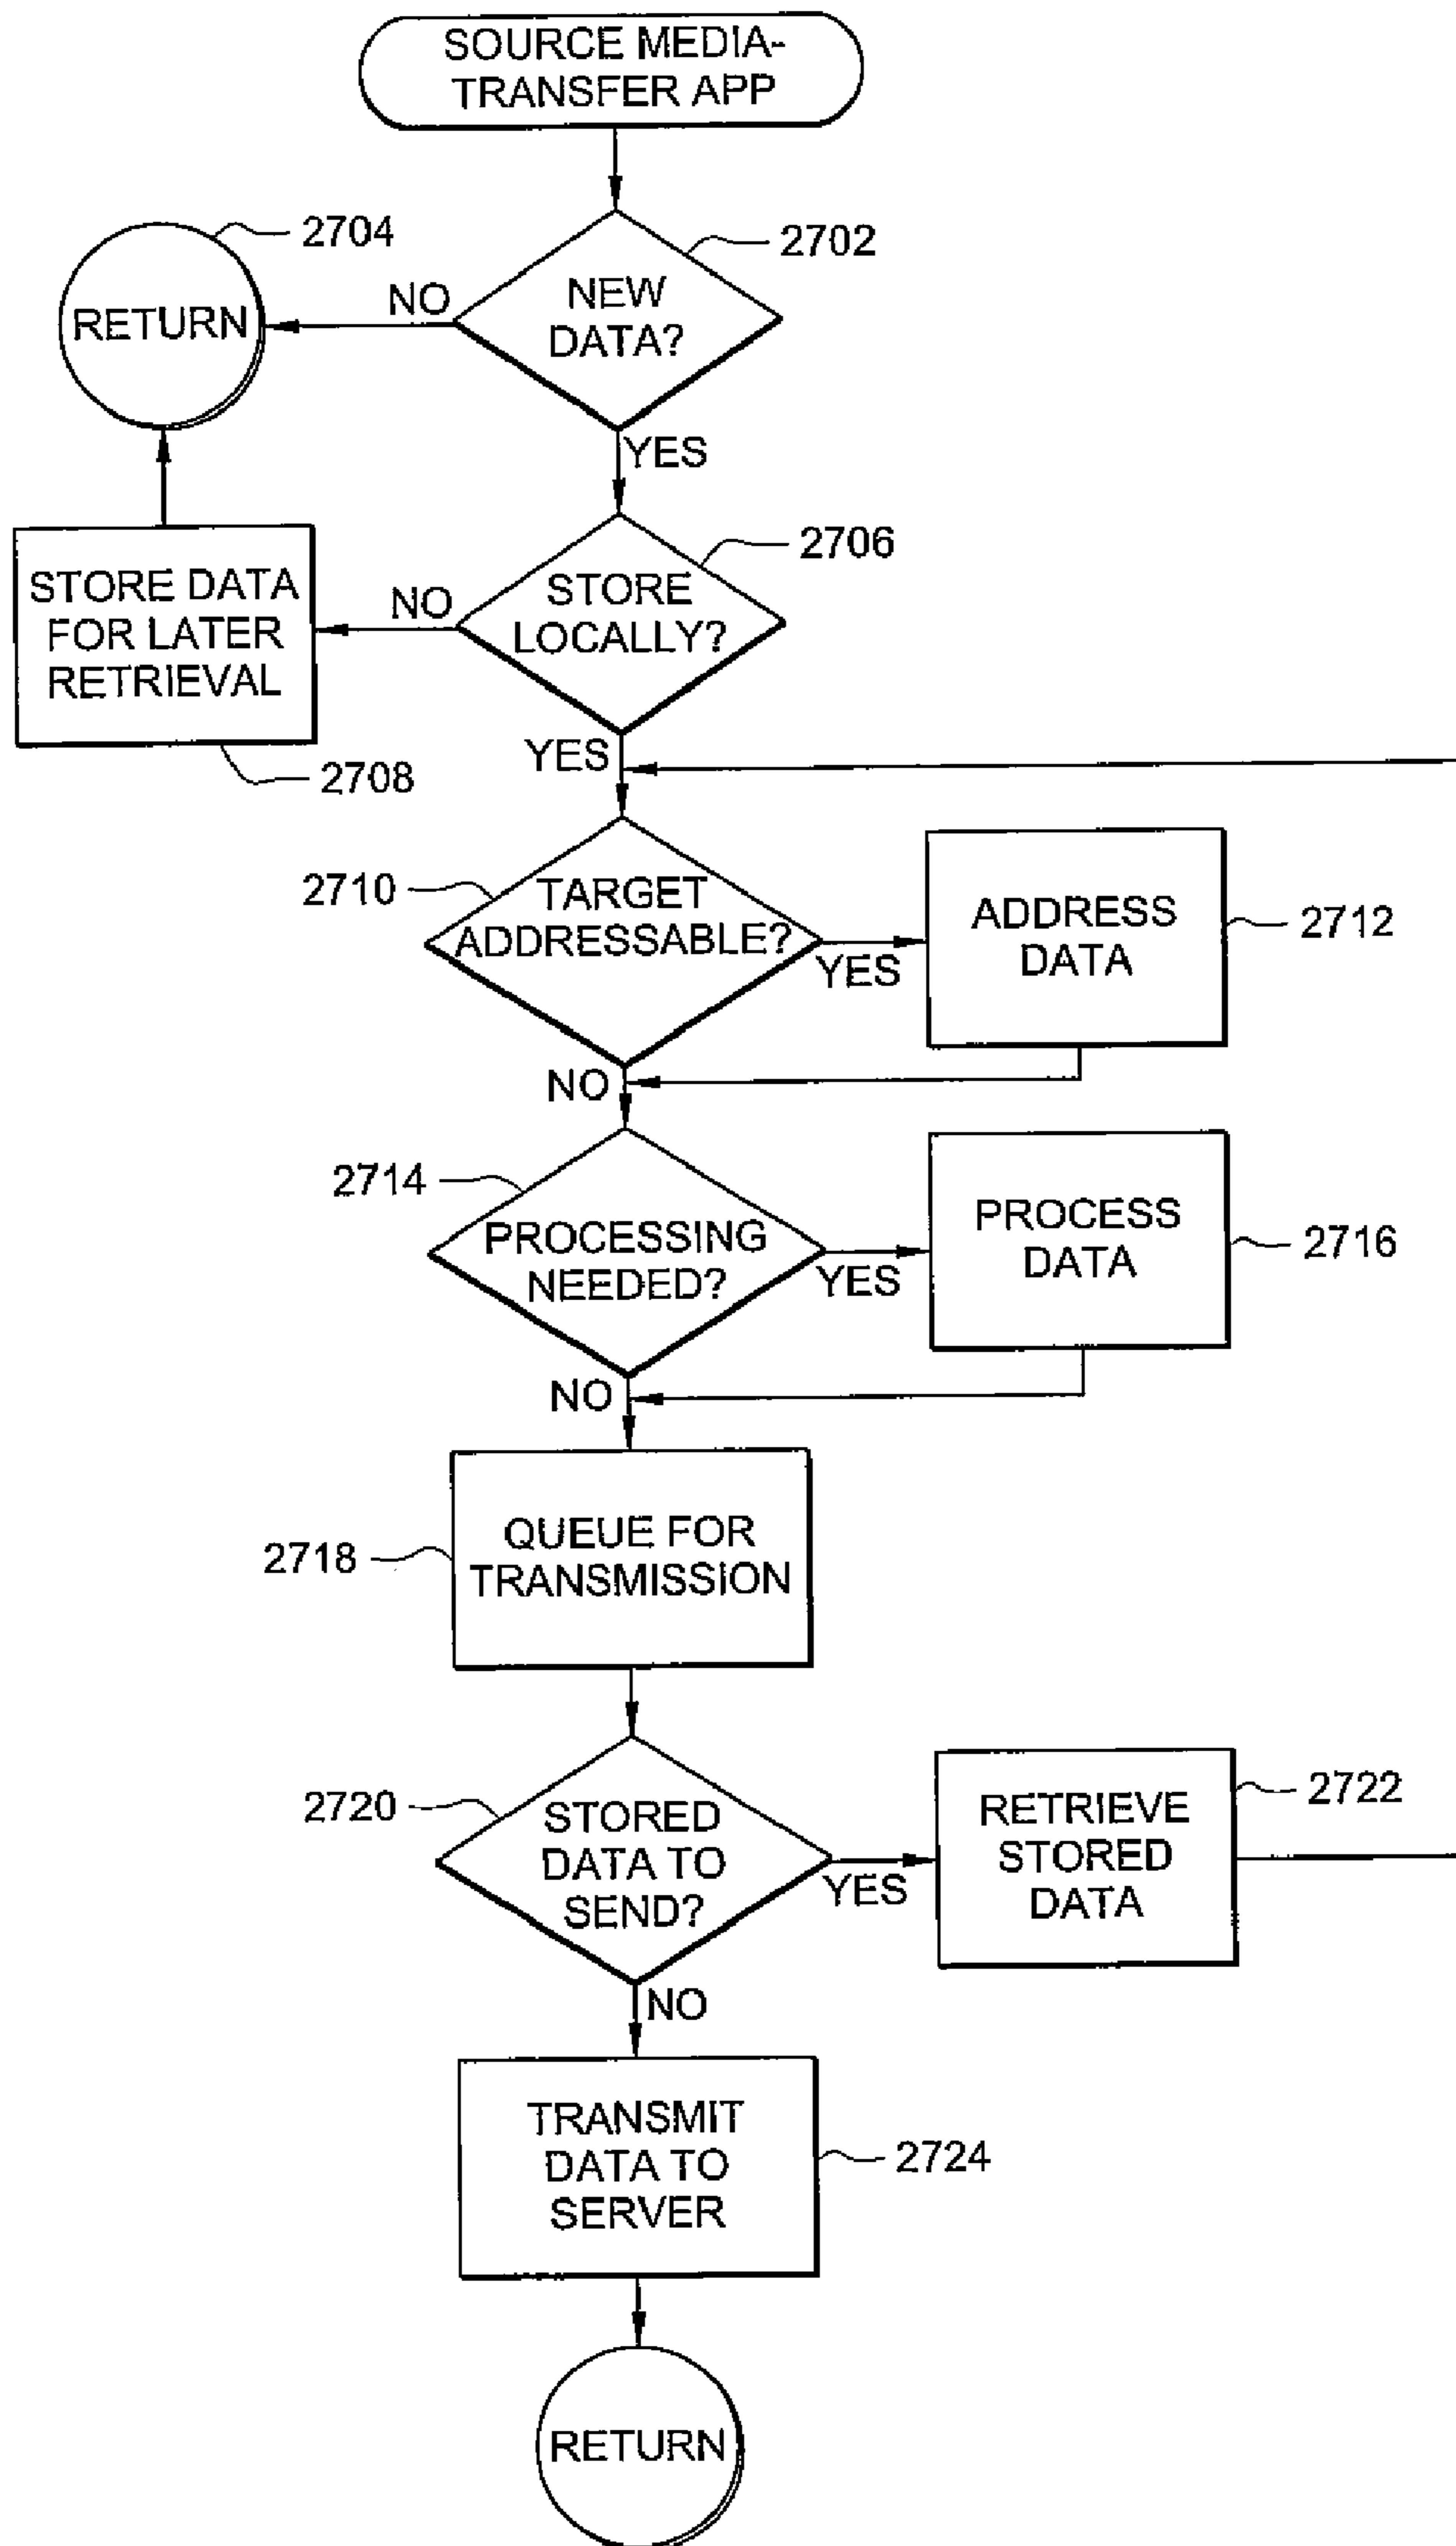 SOURCE MEDIA-
TRANSFER APP
2704
2702
RETURN
NO
NEW
DATA?
YES
2706
STORE DATA
FOR LATER
RETRIEVAL
NO
STORE
LOCALLY?
2708
YES
2710
TARGET
ADDRESSABLE?
YES
ADDRESS
DATA
2712
NO
2714
PROCESSING
NEEDED?
YES
PROCESS
DATA
2716
NO
2718
QUEUE FOR
TRANSMISSION
2720
STORED
DATA TO
SEND?
YES
RETRIEVE
STORED
DATA
2722
NO
TRANSMIT
DATA TO
SERVER
2724
RETURN